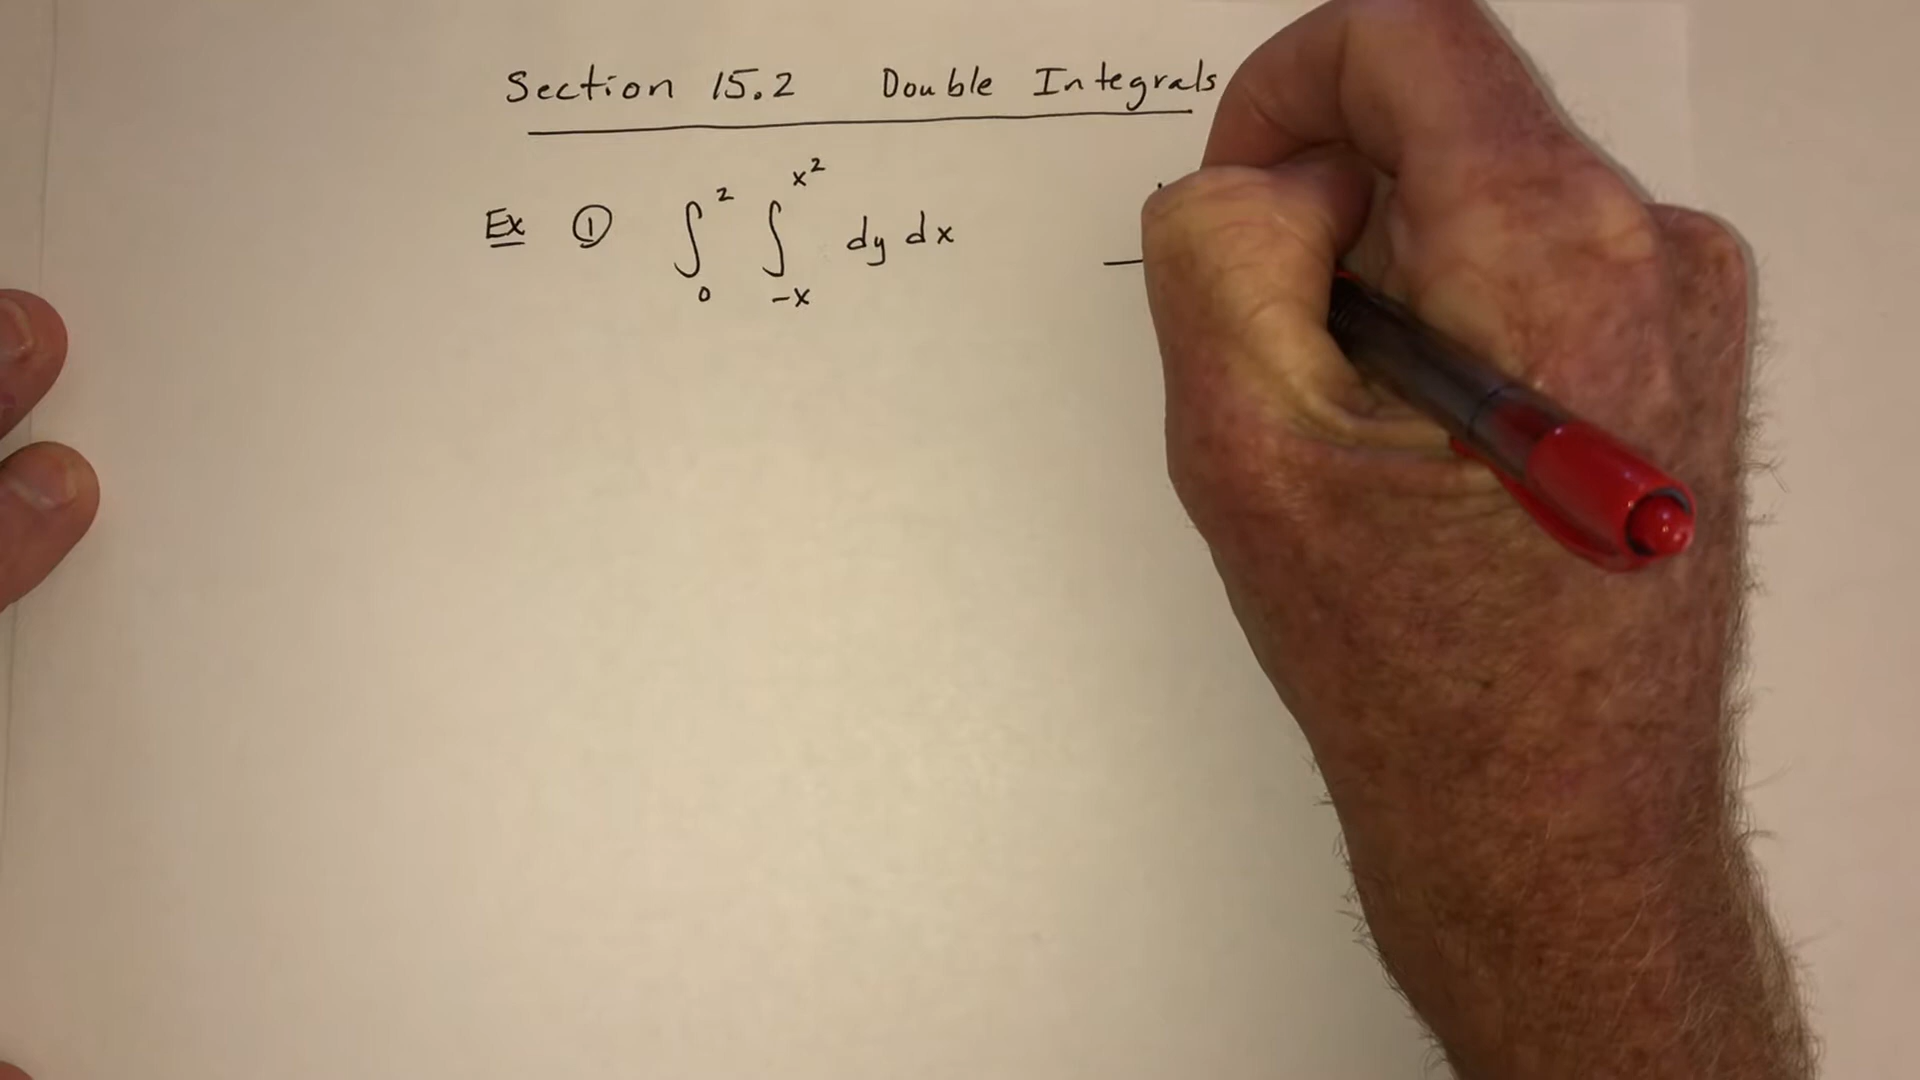 Section 15.2 Double Integrals
Ex ① ∫₀² ∫₋ₓ^(x²) dy dx